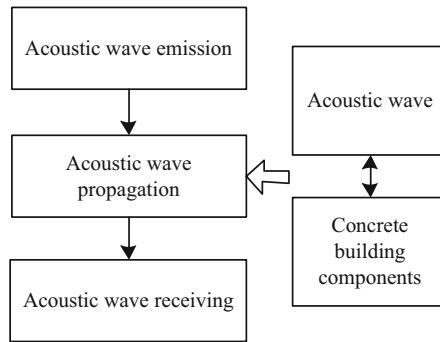 Acoustic wave emission
Acoustic wave
propagation
Acoustic wave receiving
Acoustic wave
Concrete
building
components